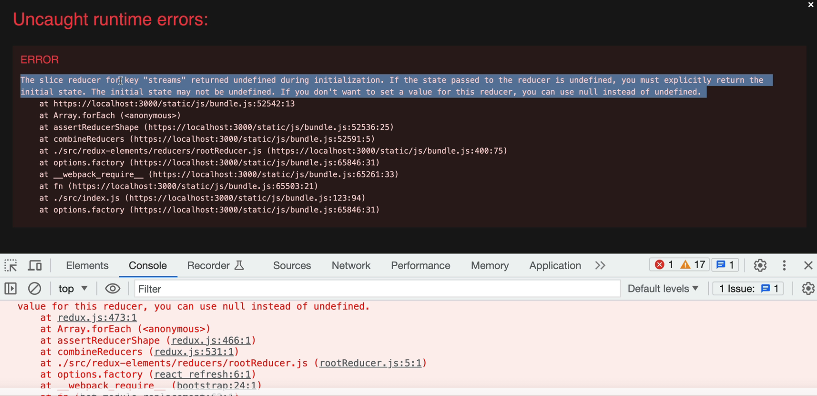 Uncaught runtime errors:
ERROR
The slice reducer for key "streams" returned undefined during initialization. If the state passed to the reducer is undefined, you must explicitly return the
initial state. The initial state may not be undefined. If you don't want to set a value for this reducer, you can use null instead of undefined.
at https://localhost:3000/static/js/bundle.js:52542:13
at Array.forEach (<anonymous>)
at assertReducerShape (https://localhost:3000/static/js/bundle.js:52536:25)
at combineReducers (https://localhost:3000/static/js/bundle.js:52591:5)
at ./src/redux-elements/reducers/rootReducer.js (https://localhost:3000/static/js/bundle.js:400:75)
at options.factory (https://localhost:3000/static/js/bundle.js:65846:31)
at __webpack_require__ (https://localhost:3000/static/js/bundle.js:65261:33)
at fn (https://localhost:3000/static/js/bundle.js:65503:21)
at ./src/index.js (https://localhost:3000/static/js/bundle.js:123:94)
at options.factory (https://localhost:3000/static/js/bundle.js:65846:31)
Elements Console Recorder Sources Network Performance Memory Application 1 17 1
top Filter Default levels 1 Issue: 1
value for this reducer, you can use null instead of undefined.
at redux.js:473:1
at Array.forEach (<anonymous>)
at assertReducerShape (redux.js:466:1)
at combineReducers (redux.js:531:1)
at ./src/redux-elements/reducers/rootReducer.js (rootReducer.js:5:1)
at options.factory (react refresh:6:1)
at __webpack_require__ (bootstrap:24:1)